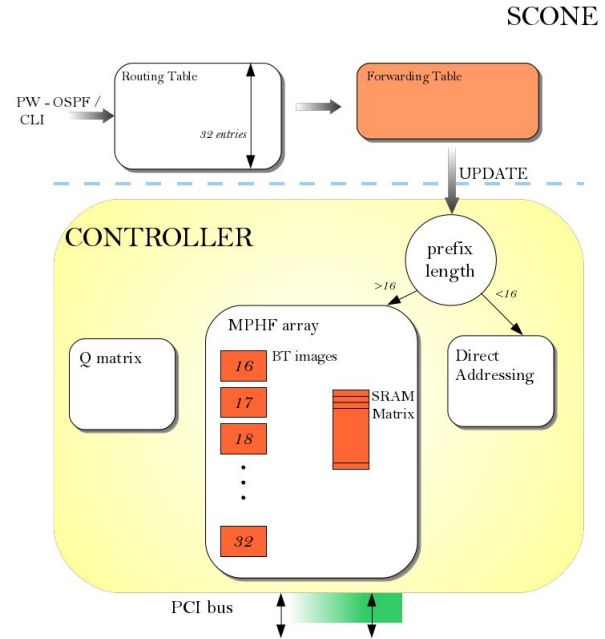 SCONE
Routing Table
Forwarding Table
PW - OSPF /
CLI
32 entries
UPDATE
CONTROLLER
prefix
length
>16
<16
MPHF array
Q matrix
BT images
Direct
Addressing
16
17
18
SRAM
Matrix
32
PCI bus